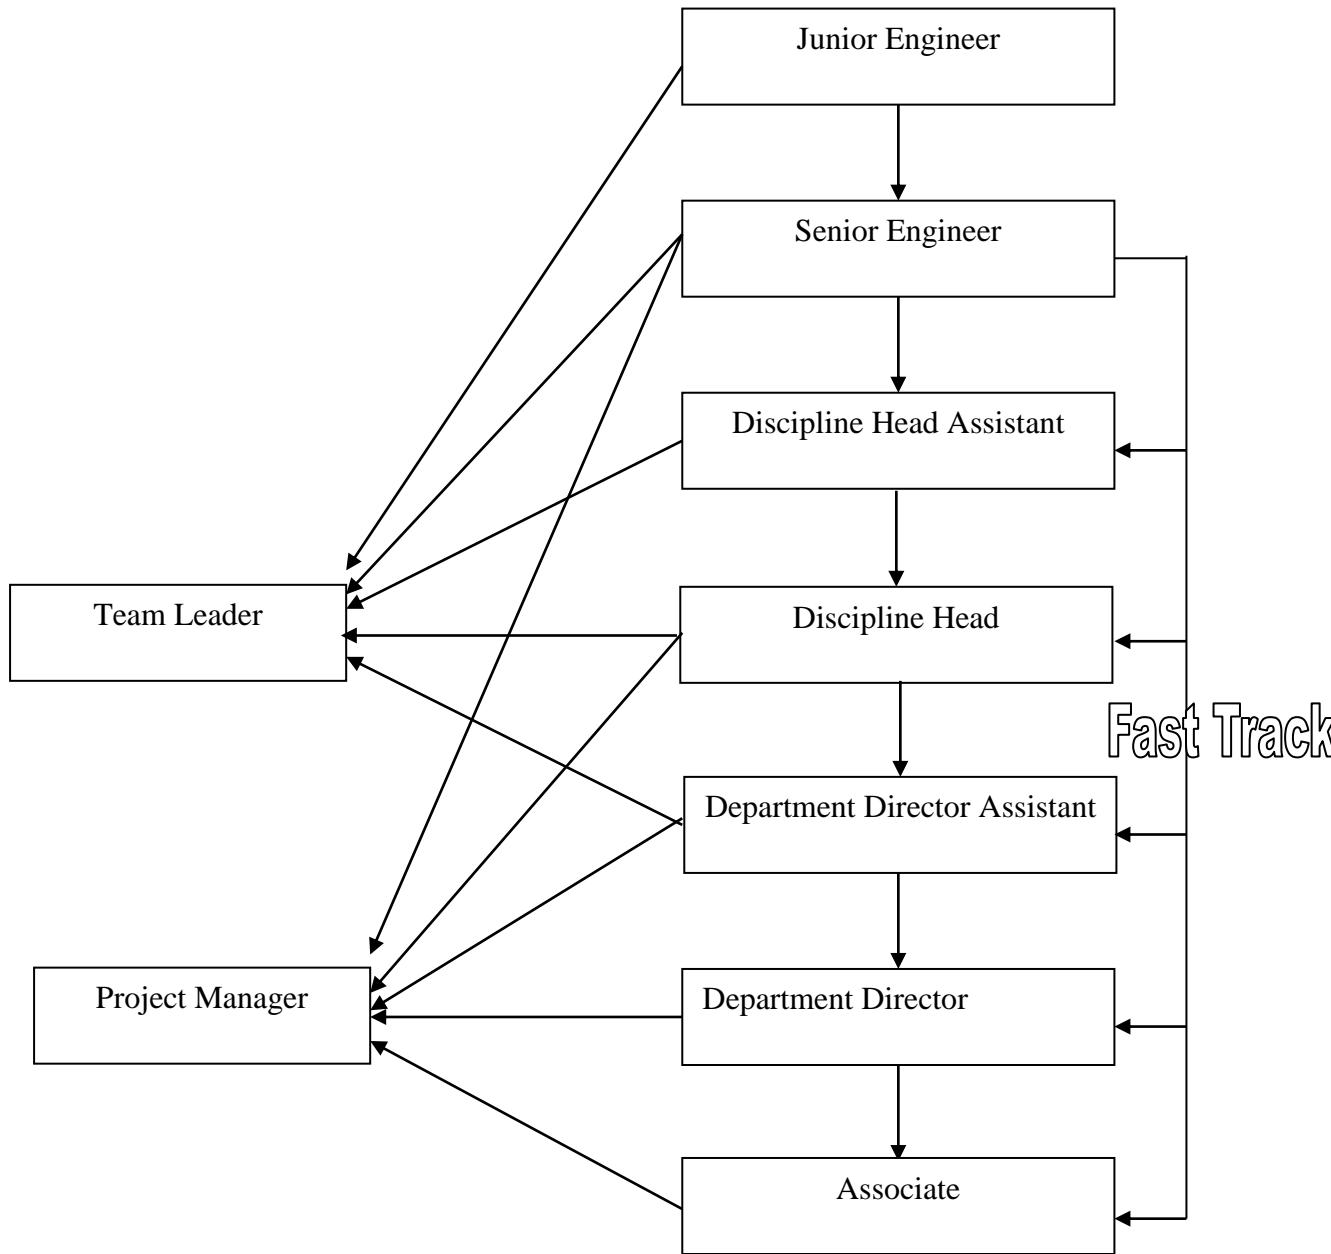 Junior Engineer
Senior Engineer
Discipline Head Assistant
Team Leader
Discipline Head
Fast Track
Department Director Assistant
Project Manager
Department Director
Associate